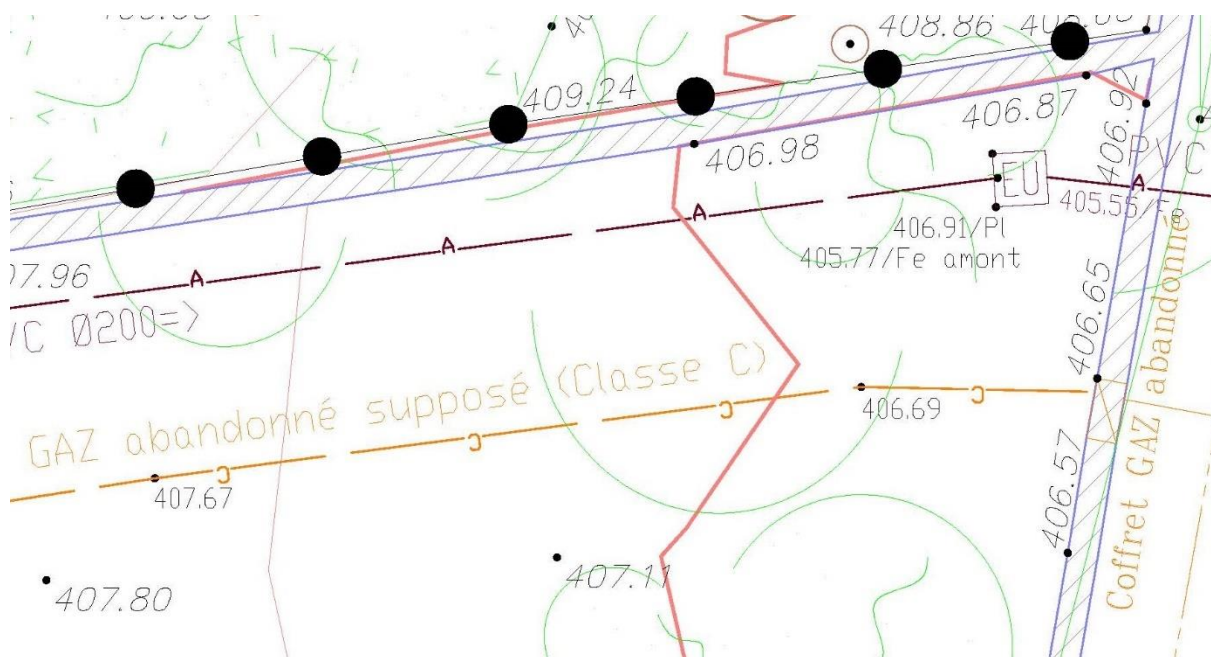 408.86
409.24
406.87
406.92
406.98
PVC
EU
A
A
405.55/Fe
406.91/Pl
A
405.77/Fe amont
A
07.96
/C Ø200=>
406.65
GAZ abandonné supposé (Classe C)
C
C
406.69
C
C
407.67
406.57
Coffret GAZ abandonné
407.11
407.80